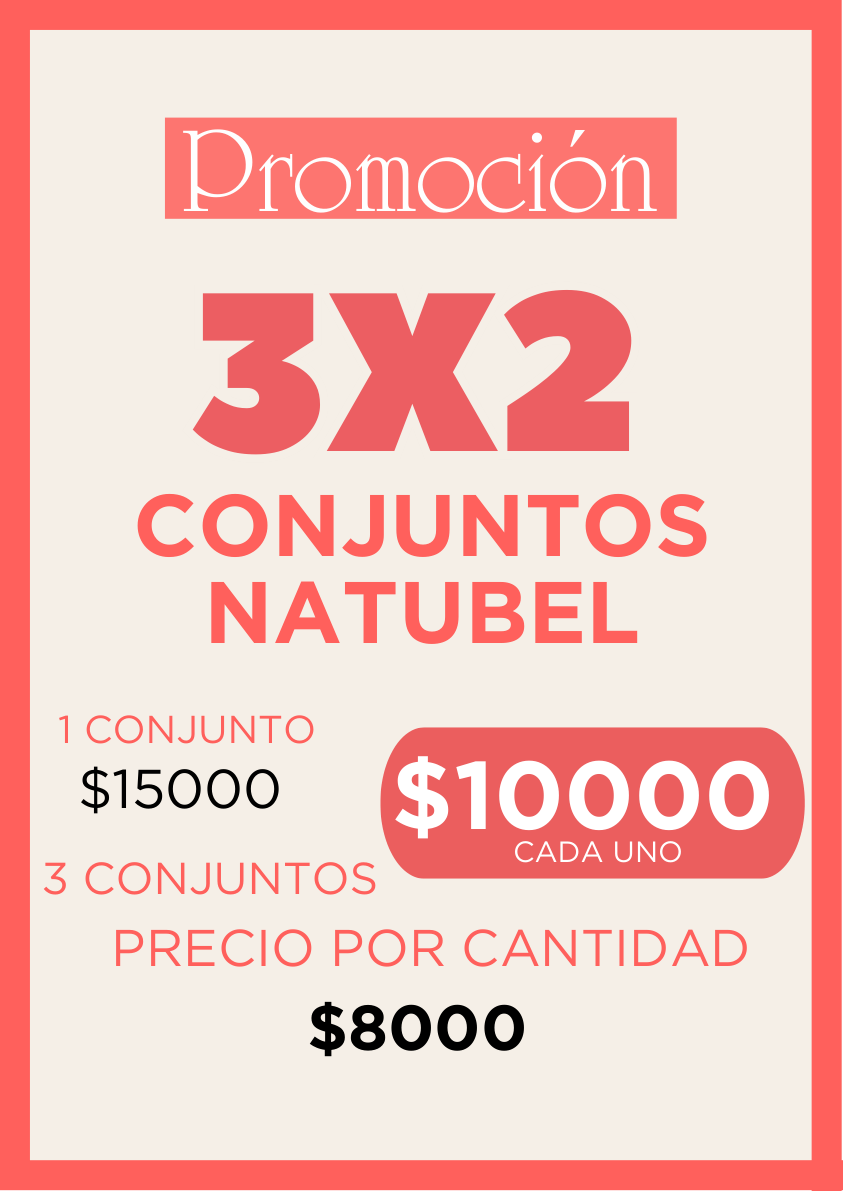 Promoción
3X2
CONJUNTOS
NATUBEL
1 CONJUNTO
$15000
$10000
CADA UNO
3 CONJUNTOS
PRECIO POR CANTIDAD
$8000